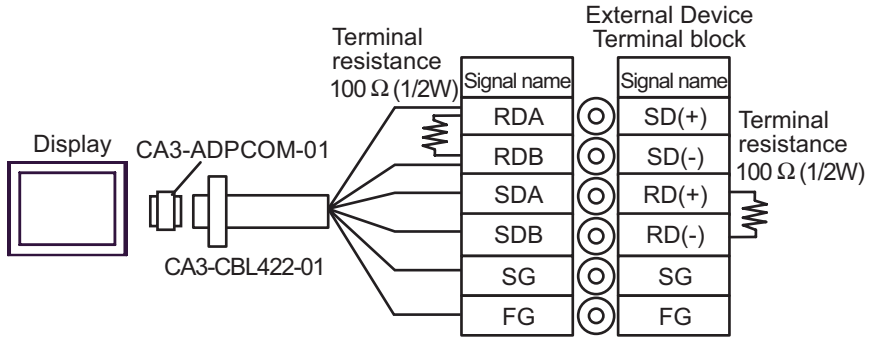 External Device
Terminal block
Terminal
resistance
100 Ω (1/2W)
Signal name
Signal name
RDA
SD(+)
RDB
SD(-)
SDA
RD(+)
SDB
RD(-)
SG
SG
FG
FG
Terminal
resistance
100 Ω (1/2W)
Display
CA3-ADPCOM-01
CA3-CBL422-01